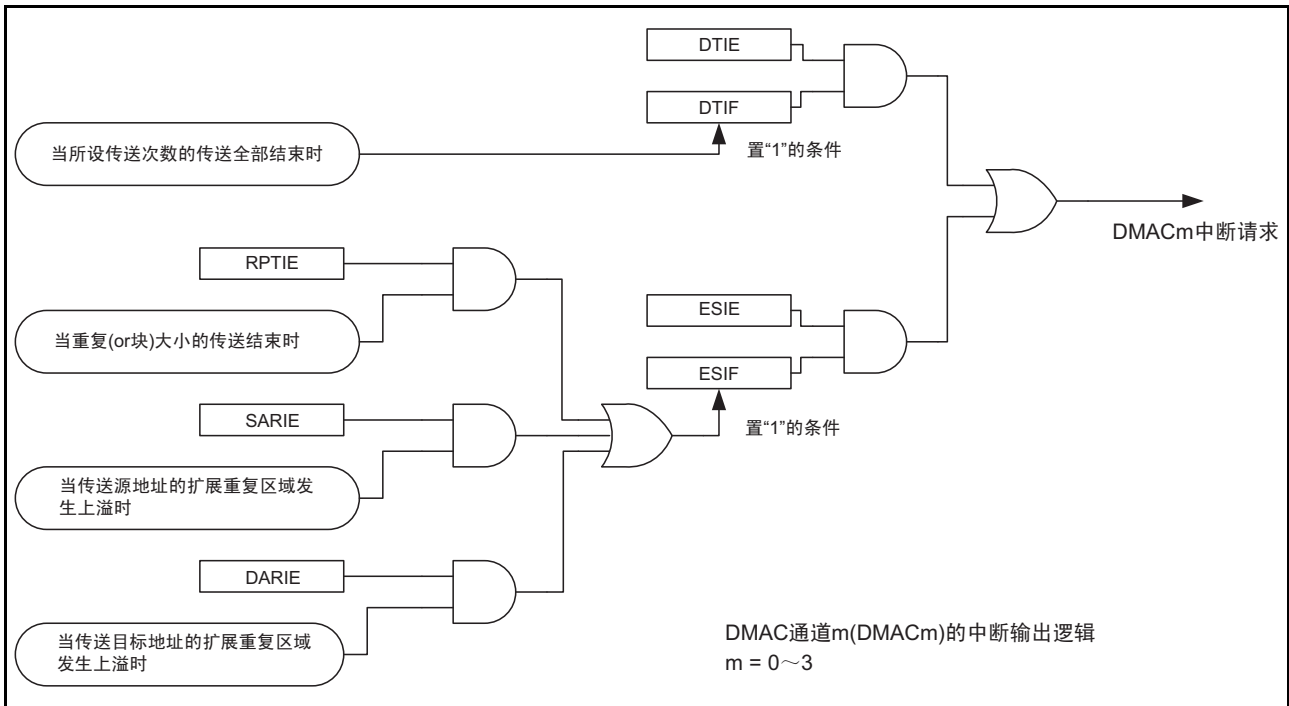 DTIE
DTIF
当所设传送次数的传送全部结束时
置“1”的条件
DMACm中断请求
RPTIE
当重复(or块)大小的传送结束时
ESIE
ESIF
置“1”的条件
SARIE
当传送源地址的扩展重复区域发
生上溢时
DARIE
当传送目标地址的扩展重复区域
发生上溢时
DMAC通道m(DMACm)的中断输出逻辑
m = 0～3